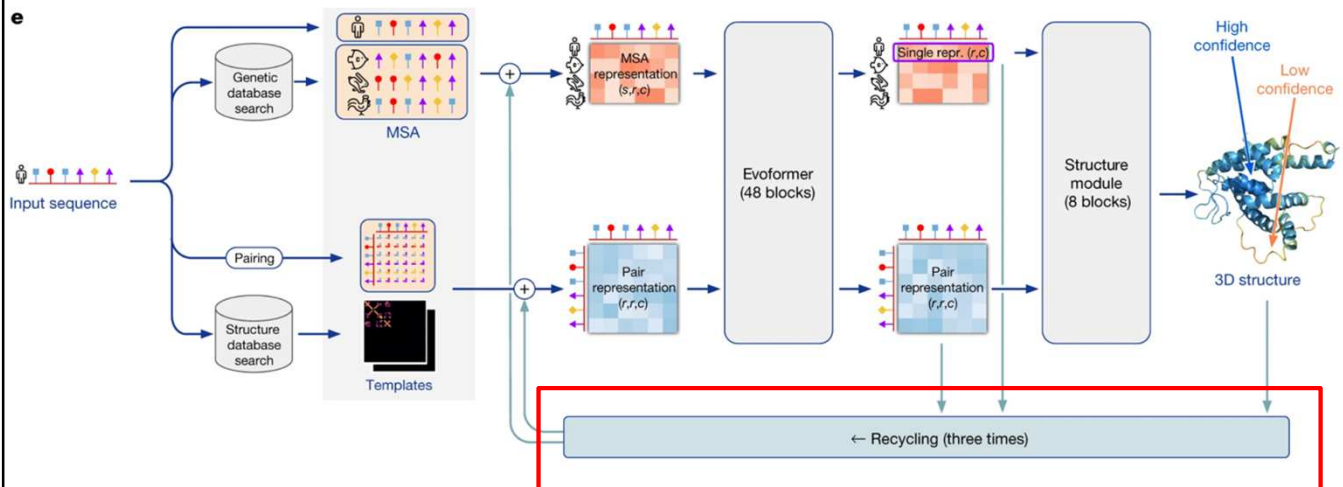 e
Input sequence
Genetic
database
search
MSA
Pairing
Structure
database
search
Templates
+
+
MSA
representation
(s,r,c)
Pair
representation
(r,r,c)
Evoformer
(48 blocks)
Single repr. (r,c)
Pair
representation
(r,r,c)
Structure
module
(8 blocks)
High
confidence
Low
confidence
3D structure
← Recycling (three times)